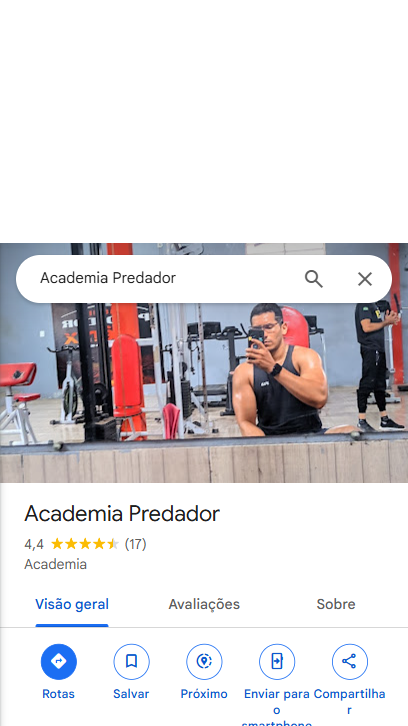 Academia Predador
Academia Predador
4,4 (17)
Academia
Visão geral Avaliações Sobre
Rotas Salvar Próximo Enviar para o smartphone Compartilhar